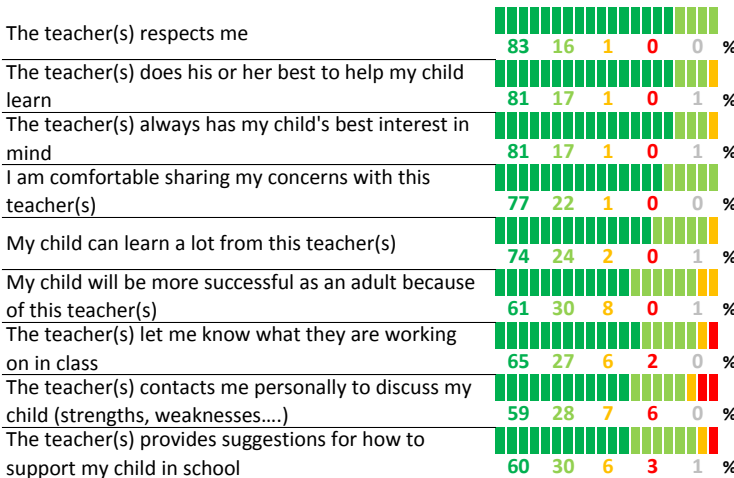 The teacher(s) respects me
83 16 1 0 0 %
The teacher(s) does his or her best to help my child
learn
81 17 1 0 1 %
The teacher(s) always has my child's best interest in
mind
81 17 1 0 1 %
I am comfortable sharing my concerns with this
teacher(s)
77 22 1 0 0 %
My child can learn a lot from this teacher(s)
74 24 2 0 1 %
My child will be more successful as an adult because
of this teacher(s)
61 30 8 0 1 %
The teacher(s) let me know what they are working
on in class
65 27 6 2 0 %
The teacher(s) contacts me personally to discuss my
child (strengths, weaknesses....)
59 28 7 6 0 %
The teacher(s) provides suggestions for how to
support my child in school
60 30 6 3 1 %